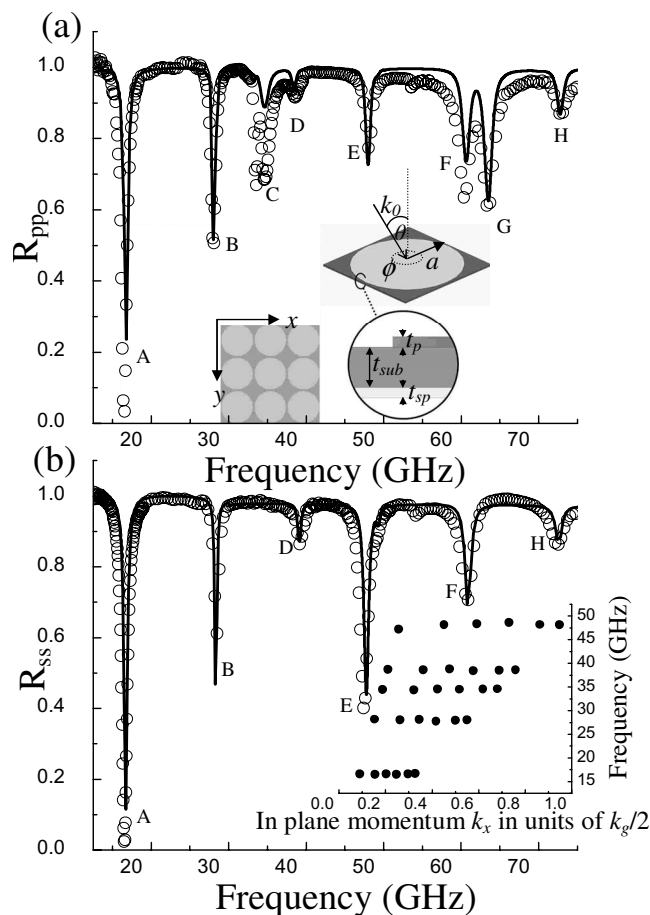 (a)
1.0
0.8
0.6
0.4
0.2
0.0
R_pp
A
B
C
D
E
F
G
H
k_0
θ
ϕ
a
x
y
t_p
t_sub
t_sp
20 30 40 50 60 70
Frequency (GHz)
(b)
1.0
0.8
0.6
0.4
0.2
0.0
R_ss
A
B
D
E
F
H
50
45
40
35
30
25
20
15
Frequency (GHz)
0.0 0.2 0.4 0.6 0.8 1.0
In plane momentum k_x in units of k_g/2
20 30 40 50 60 70
Frequency (GHz)